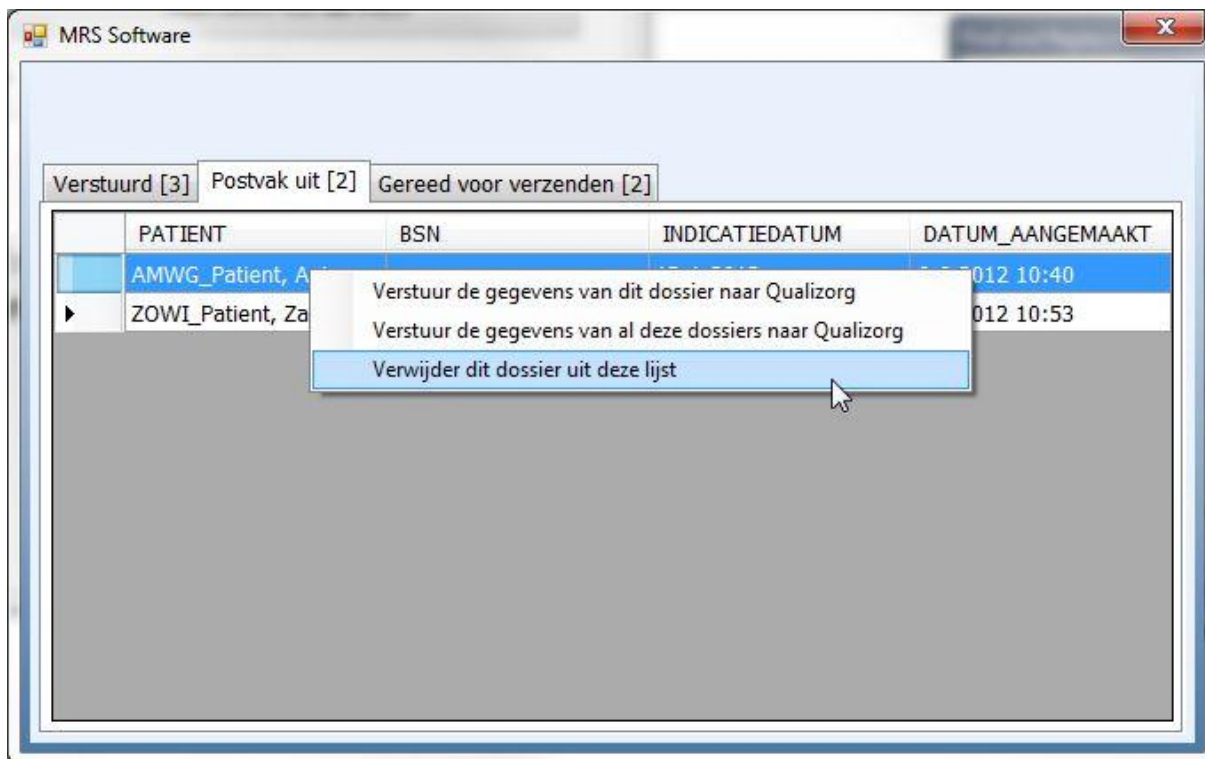 MRS Software
Verstuurd [3] Postvak uit [2] Gereed voor verzenden [2]
PATIENT BSN INDICATIEDATUM DATUM_AANGEMAAKT
AMWG_Patient, 012 10:40
ZOWI_Patient, Za 012 10:53
Verstuur de gegevens van dit dossier naar Qualizorg
Verstuur de gegevens van al deze dossiers naar Qualizorg
Verwijder dit dossier uit deze lijst